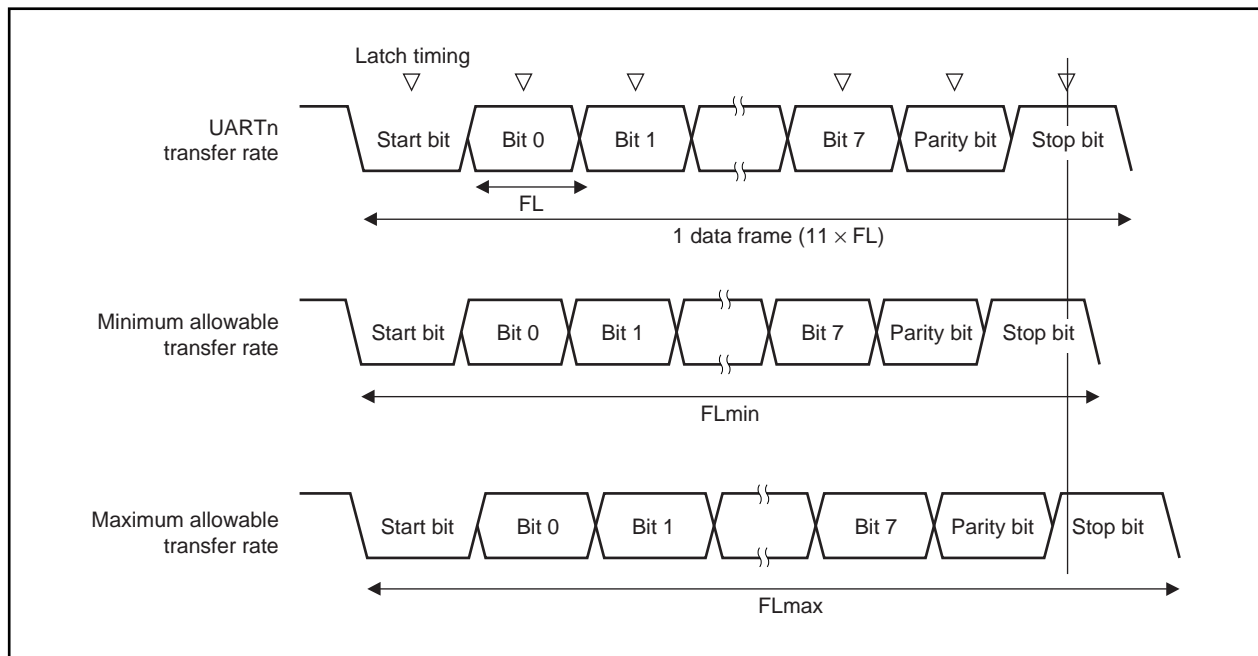 Latch timing
UARTn
transfer rate
Start bit
Bit 0
Bit 1
Bit 7
Parity bit
Stop bit
FL
1 data frame (11 × FL)
Minimum allowable
transfer rate
Start bit
Bit 0
Bit 1
Bit 7
Parity bit
Stop bit
FLmin
Maximum allowable
transfer rate
Start bit
Bit 0
Bit 1
Bit 7
Parity bit
Stop bit
FLmax